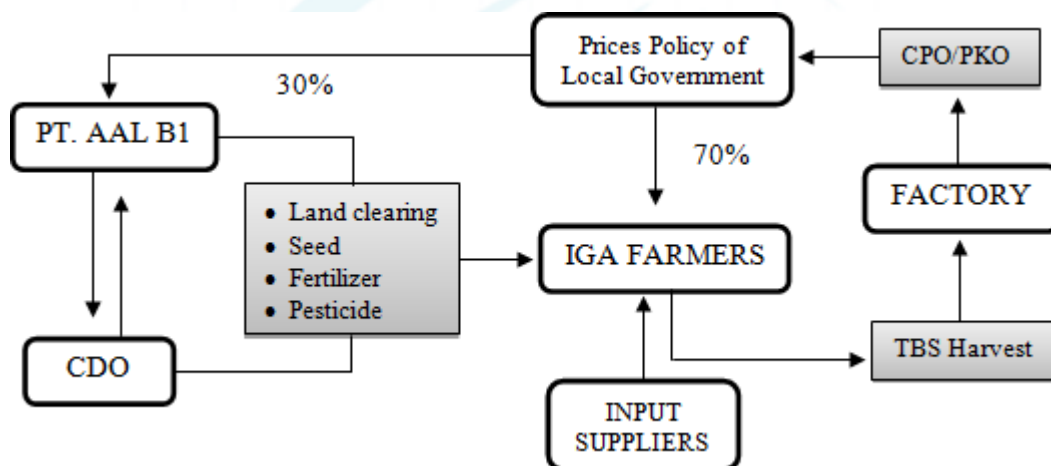 Prices Policy of
Local Government
CPO/PKO
30%
PT. AAL B1
70%
FACTORY
• Land clearing
• Seed
• Fertilizer
• Pesticide
IGA FARMERS
TBS Harvest
CDO
INPUT
SUPPLIERS